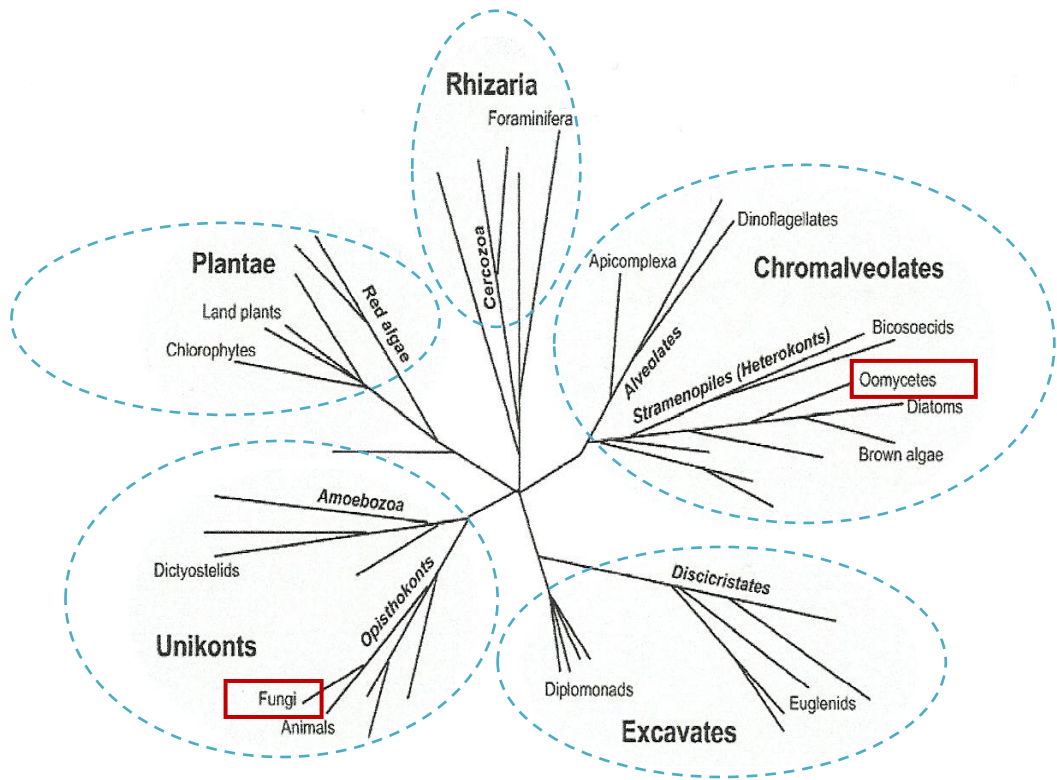 Rhizaria
Foraminifera
Cercozoa
Plantae
Land plants
Chlorophytes
Red algae
Dinoflagellates
Apicomplexa
Chromalveolates
Alveolates
Stramenopiles (Heterokonts)
Bicosoecids
Oomycetes
Diatoms
Brown algae
Amoebozoa
Dictyostelids
Opisthokonts
Unikonts
Fungi
Animals
Discicristates
Diplomonads
Euglenids
Excavates